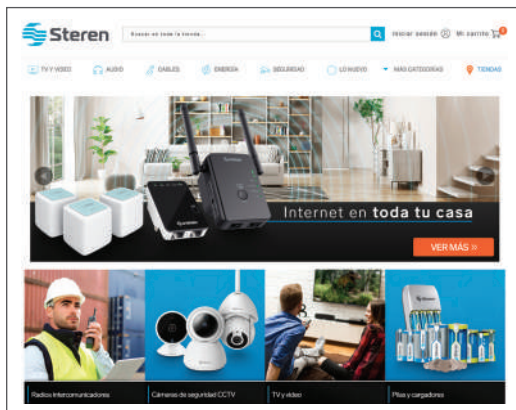 Steren
Buscar en toda la tienda...
Iniciar sesión
Mi carrito
0
TV Y VIDEO
AUDIO
CABLES
ENERGÍA
SEGURIDAD
LO NUEVO
MÁS CATEGORÍAS
TIENDAS
Internet en toda tu casa
VER MÁS »
Radios Intercomunicadores
Cámaras de seguridad CCTV
TV y video
Pilas y cargadores